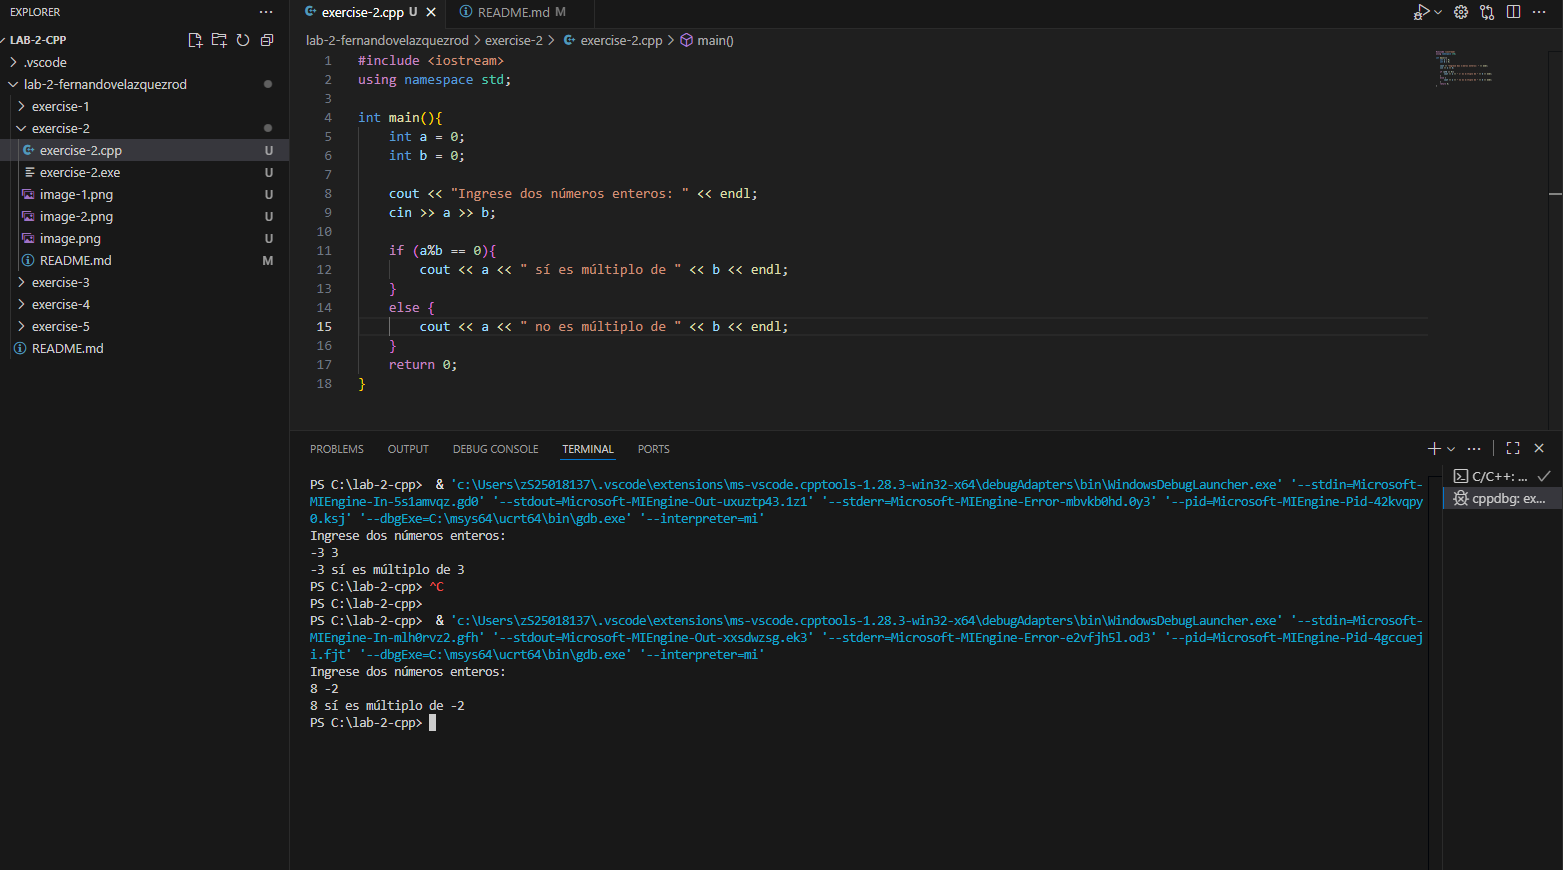 EXPLORER ···
LAB-2-CPP
.vscode
lab-2-fernandovelazquezrod
exercise-1
exercise-2
exercise-2.cpp U
exercise-2.exe U
image-1.png U
image-2.png U
image.png U
README.md M
exercise-3
exercise-4
exercise-5
README.md
exercise-2.cpp U
README.md M
lab-2-fernandovelazquezrod > exercise-2 > exercise-2.cpp > main()
1 #include <iostream>
2 using namespace std;
3
4 int main(){
5 int a = 0;
6 int b = 0;
7
8 cout << "Ingrese dos números enteros: " << endl;
9 cin >> a >> b;
10
11 if (a%b == 0){
12 cout << a << " sí es múltiplo de " << b << endl;
13 }
14 else {
15 cout << a << " no es múltiplo de " << b << endl;
16 }
17 return 0;
18 }
PROBLEMS OUTPUT DEBUG CONSOLE TERMINAL PORTS
PS C:\lab-2-cpp> & 'c:\Users\zS25018137\.vscode\extensions\ms-vscode.cpptools-1.28.3-win32-x64\debugAdapters\bin\WindowsDebugLauncher.exe' '--stdin=Microsoft-
MIEngine-In-5s1amvqz.gd0' '--stdout=Microsoft-MIEngine-Out-uxuztp43.1z1' '--stderr=Microsoft-MIEngine-Error-mbvkb0hd.0y3' '--pid=Microsoft-MIEngine-Pid-42kvqpy
0.ksj' '--dbgExe=C:\msys64\ucrt64\bin\gdb.exe' '--interpreter=mi'
Ingrese dos números enteros:
-3 3
-3 sí es múltiplo de 3
PS C:\lab-2-cpp> ^C
PS C:\lab-2-cpp>
PS C:\lab-2-cpp> & 'c:\Users\zS25018137\.vscode\extensions\ms-vscode.cpptools-1.28.3-win32-x64\debugAdapters\bin\WindowsDebugLauncher.exe' '--stdin=Microsoft-
MIEngine-In-mlh0rvz2.gfh' '--stdout=Microsoft-MIEngine-Out-xxsdwzsg.ek3' '--stderr=Microsoft-MIEngine-Error-e2vfjh5l.od3' '--pid=Microsoft-MIEngine-Pid-4gccuej
i.fjt' '--dbgExe=C:\msys64\ucrt64\bin\gdb.exe' '--interpreter=mi'
Ingrese dos números enteros:
8 -2
8 sí es múltiplo de -2
PS C:\lab-2-cpp>
C/C++: ...
cppdbg: ex...